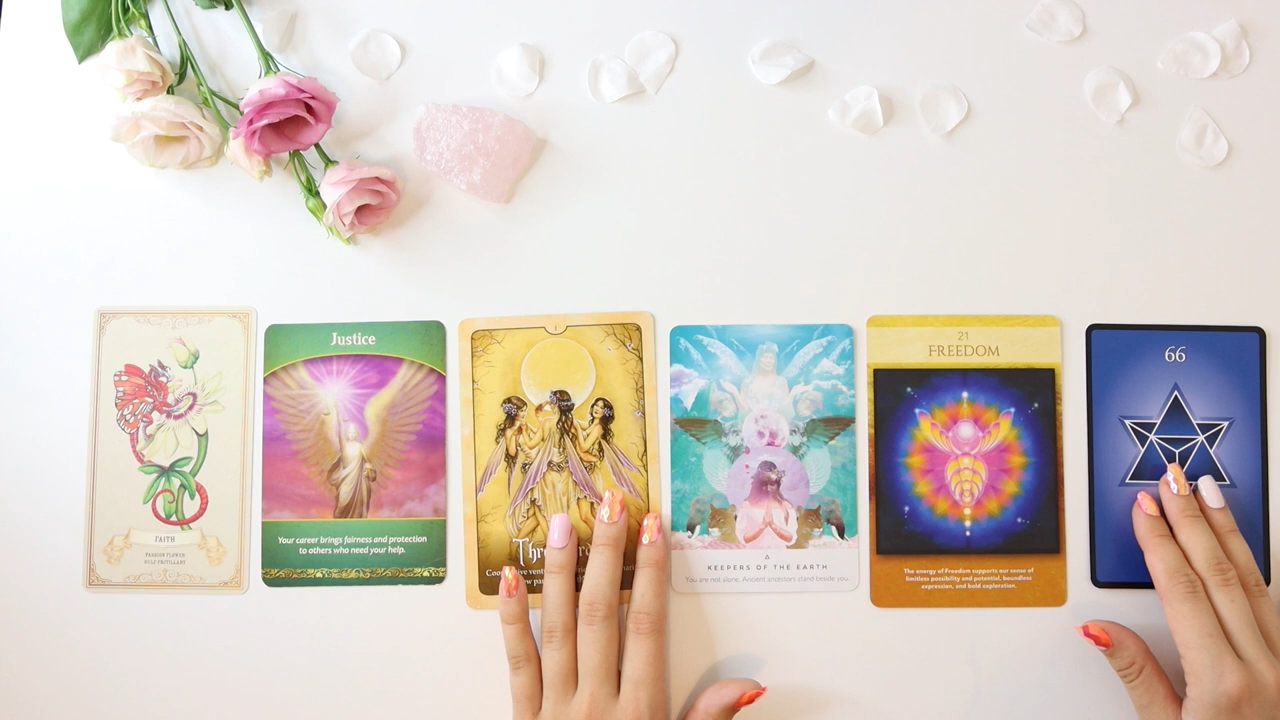 FAITH
PASSION FLOWER
GULF FRITILLARY
Justice
Your career brings fairness and protection
to others who need your help.
1
KEEPERS OF THE EARTH
You are not alone. Ancient ancestors stand beside you
21
FREEDOM
The energy of Freedom supports our sense of
limitless possibility and potential, boundless
expression, and bold exploration.
66